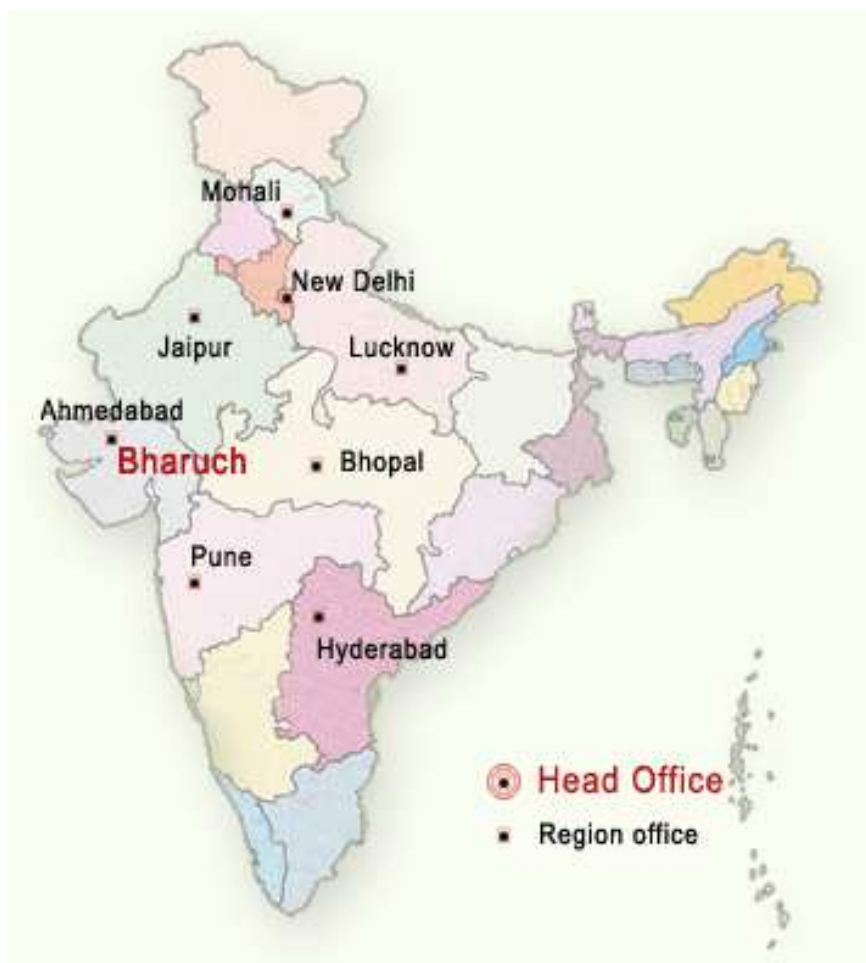 Mohali
New Delhi
Jaipur
Lucknow
Ahmedabad
Bharuch
Bhopal
Pune
Hyderabad
Head Office
Region office